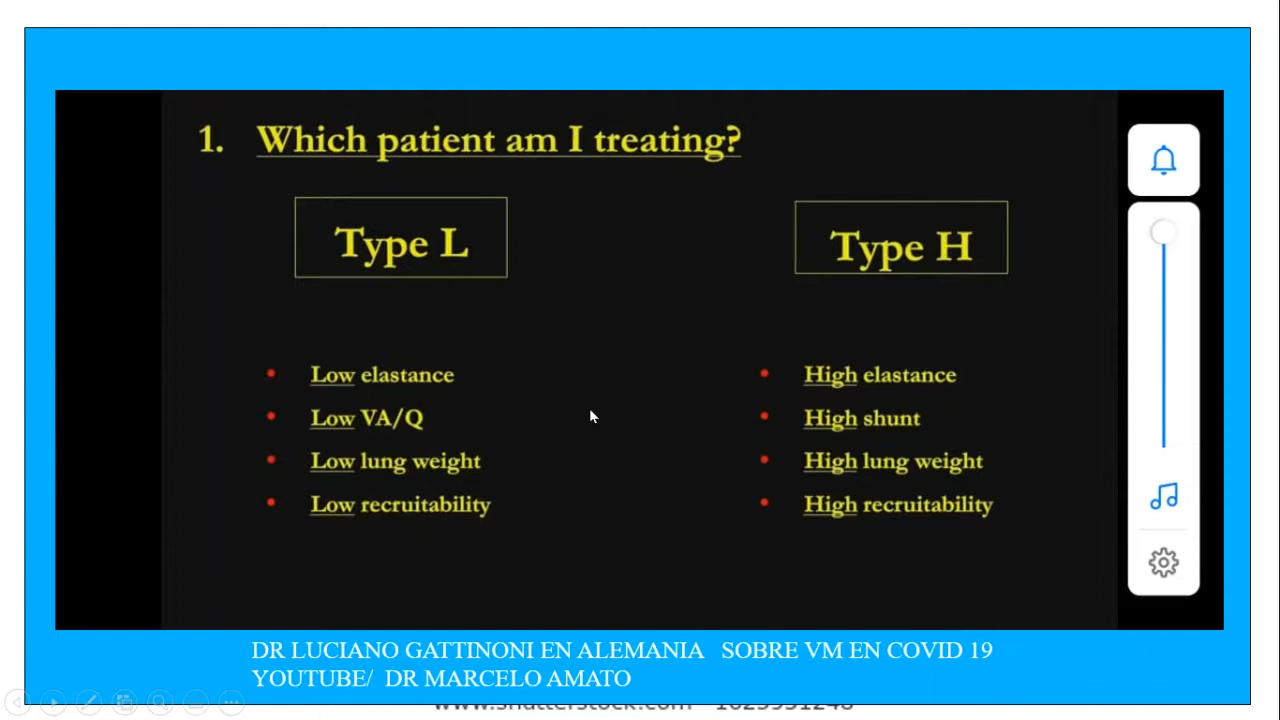 1. Which patient am I treating?
Type L
Type H
• Low elastance
• Low VA/Q
• Low lung weight
• Low recruitability
• High elastance
• High shunt
• High lung weight
• High recruitability
DR LUCIANO GATTINONI EN ALEMANIA SOBRE VM EN COVID 19
YOUTUBE/ DR MARCELO AMATO